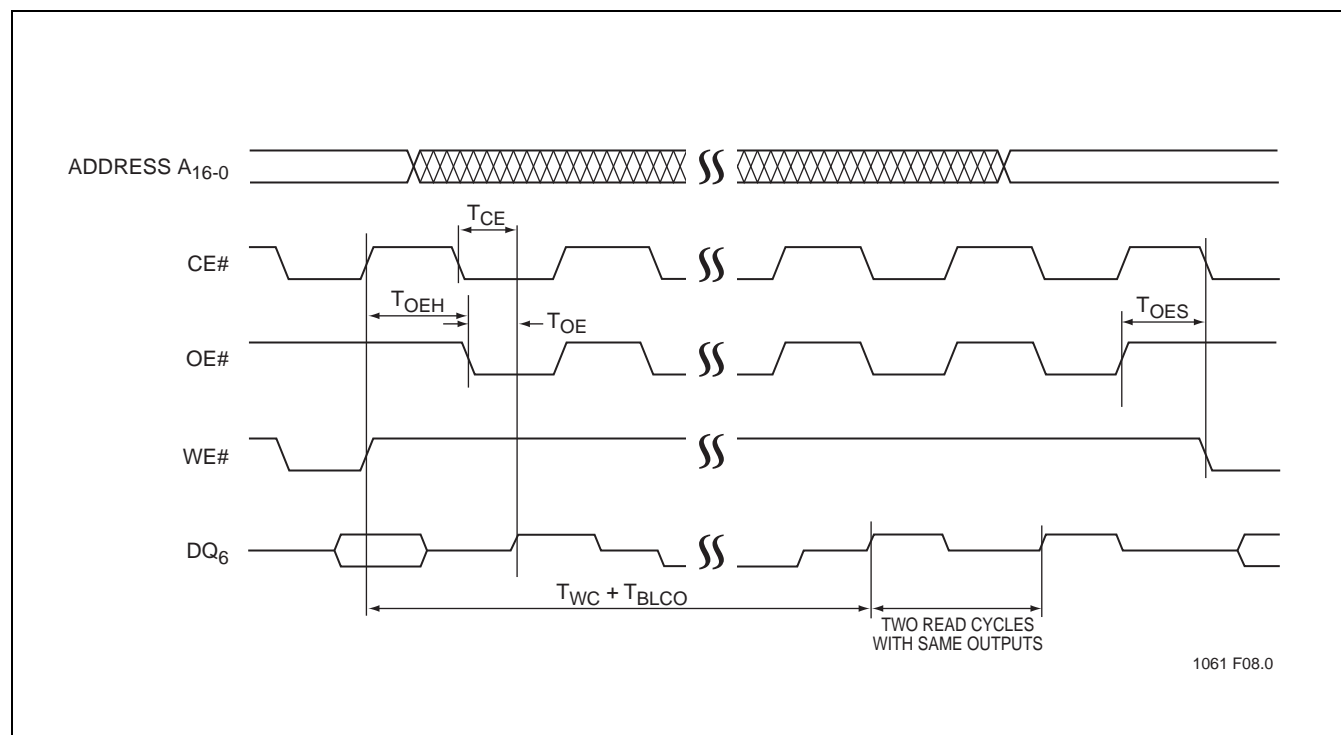 ADDRESS A16-0
TCE
CE#
TOEH
TOE
TOES
OE#
WE#
DQ6
TWC + TBLCO
TWO READ CYCLES
WITH SAME OUTPUTS
1061 F08.0